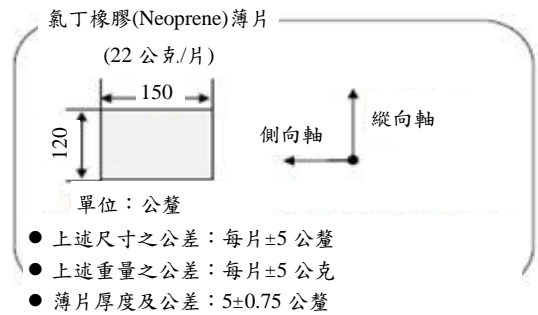 氯丁橡膠(Neoprene)薄片
(22 公克/片)
150
120
側向軸
縱向軸
單位：公釐
● 上述尺寸之公差：每片±5 公釐
● 上述重量之公差：每片±5 公克
● 薄片厚度及公差：5±0.75 公釐